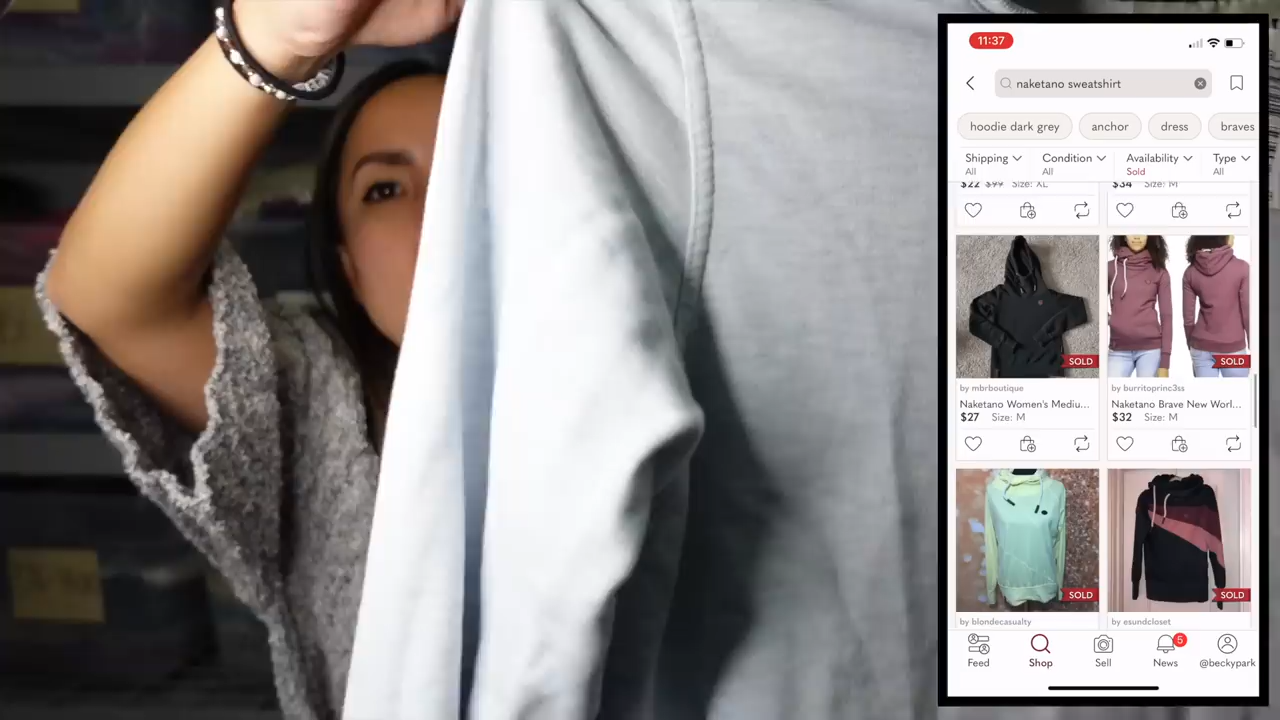 11:37
naketano sweatshirt
hoodie dark grey anchor dress braves
Shipping Condition Availability Type
All All Sold All
$22 $99 Size: XL $34 Size: M
SOLD SOLD
by mbrboutique by burritoprinc3ss
Naketano Women's Mediu... Naketano Brave New Worl...
$27 Size: M $32 Size: M
SOLD SOLD
by blondecasualty by esundcloset
5
Feed Shop Sell News @beckypark